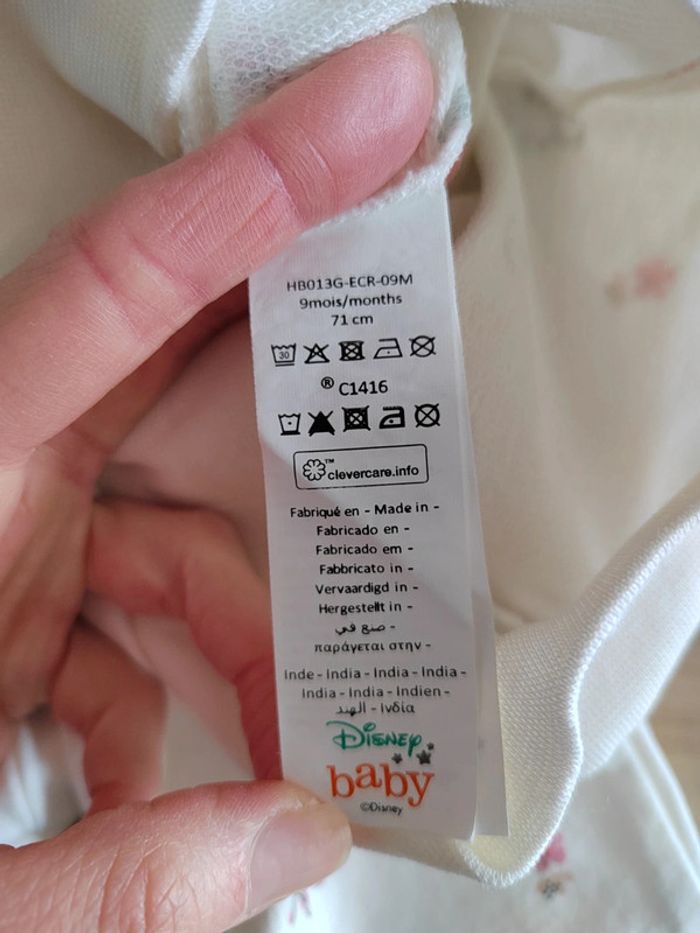 HB013G-ECR-09M
9mois/months
71 cm
30
® C1416
™ clevercare.info
Fabriqué en - Made in -
Fabricado en -
Fabricado em -
Fabbricato in -
Vervaardigd in -
Hergestellt in -
صنع في -
παράγεται στην -
Inde - India - India - India -
India - India - Indien -
الهند - Ινδία
Disney
baby
©Disney